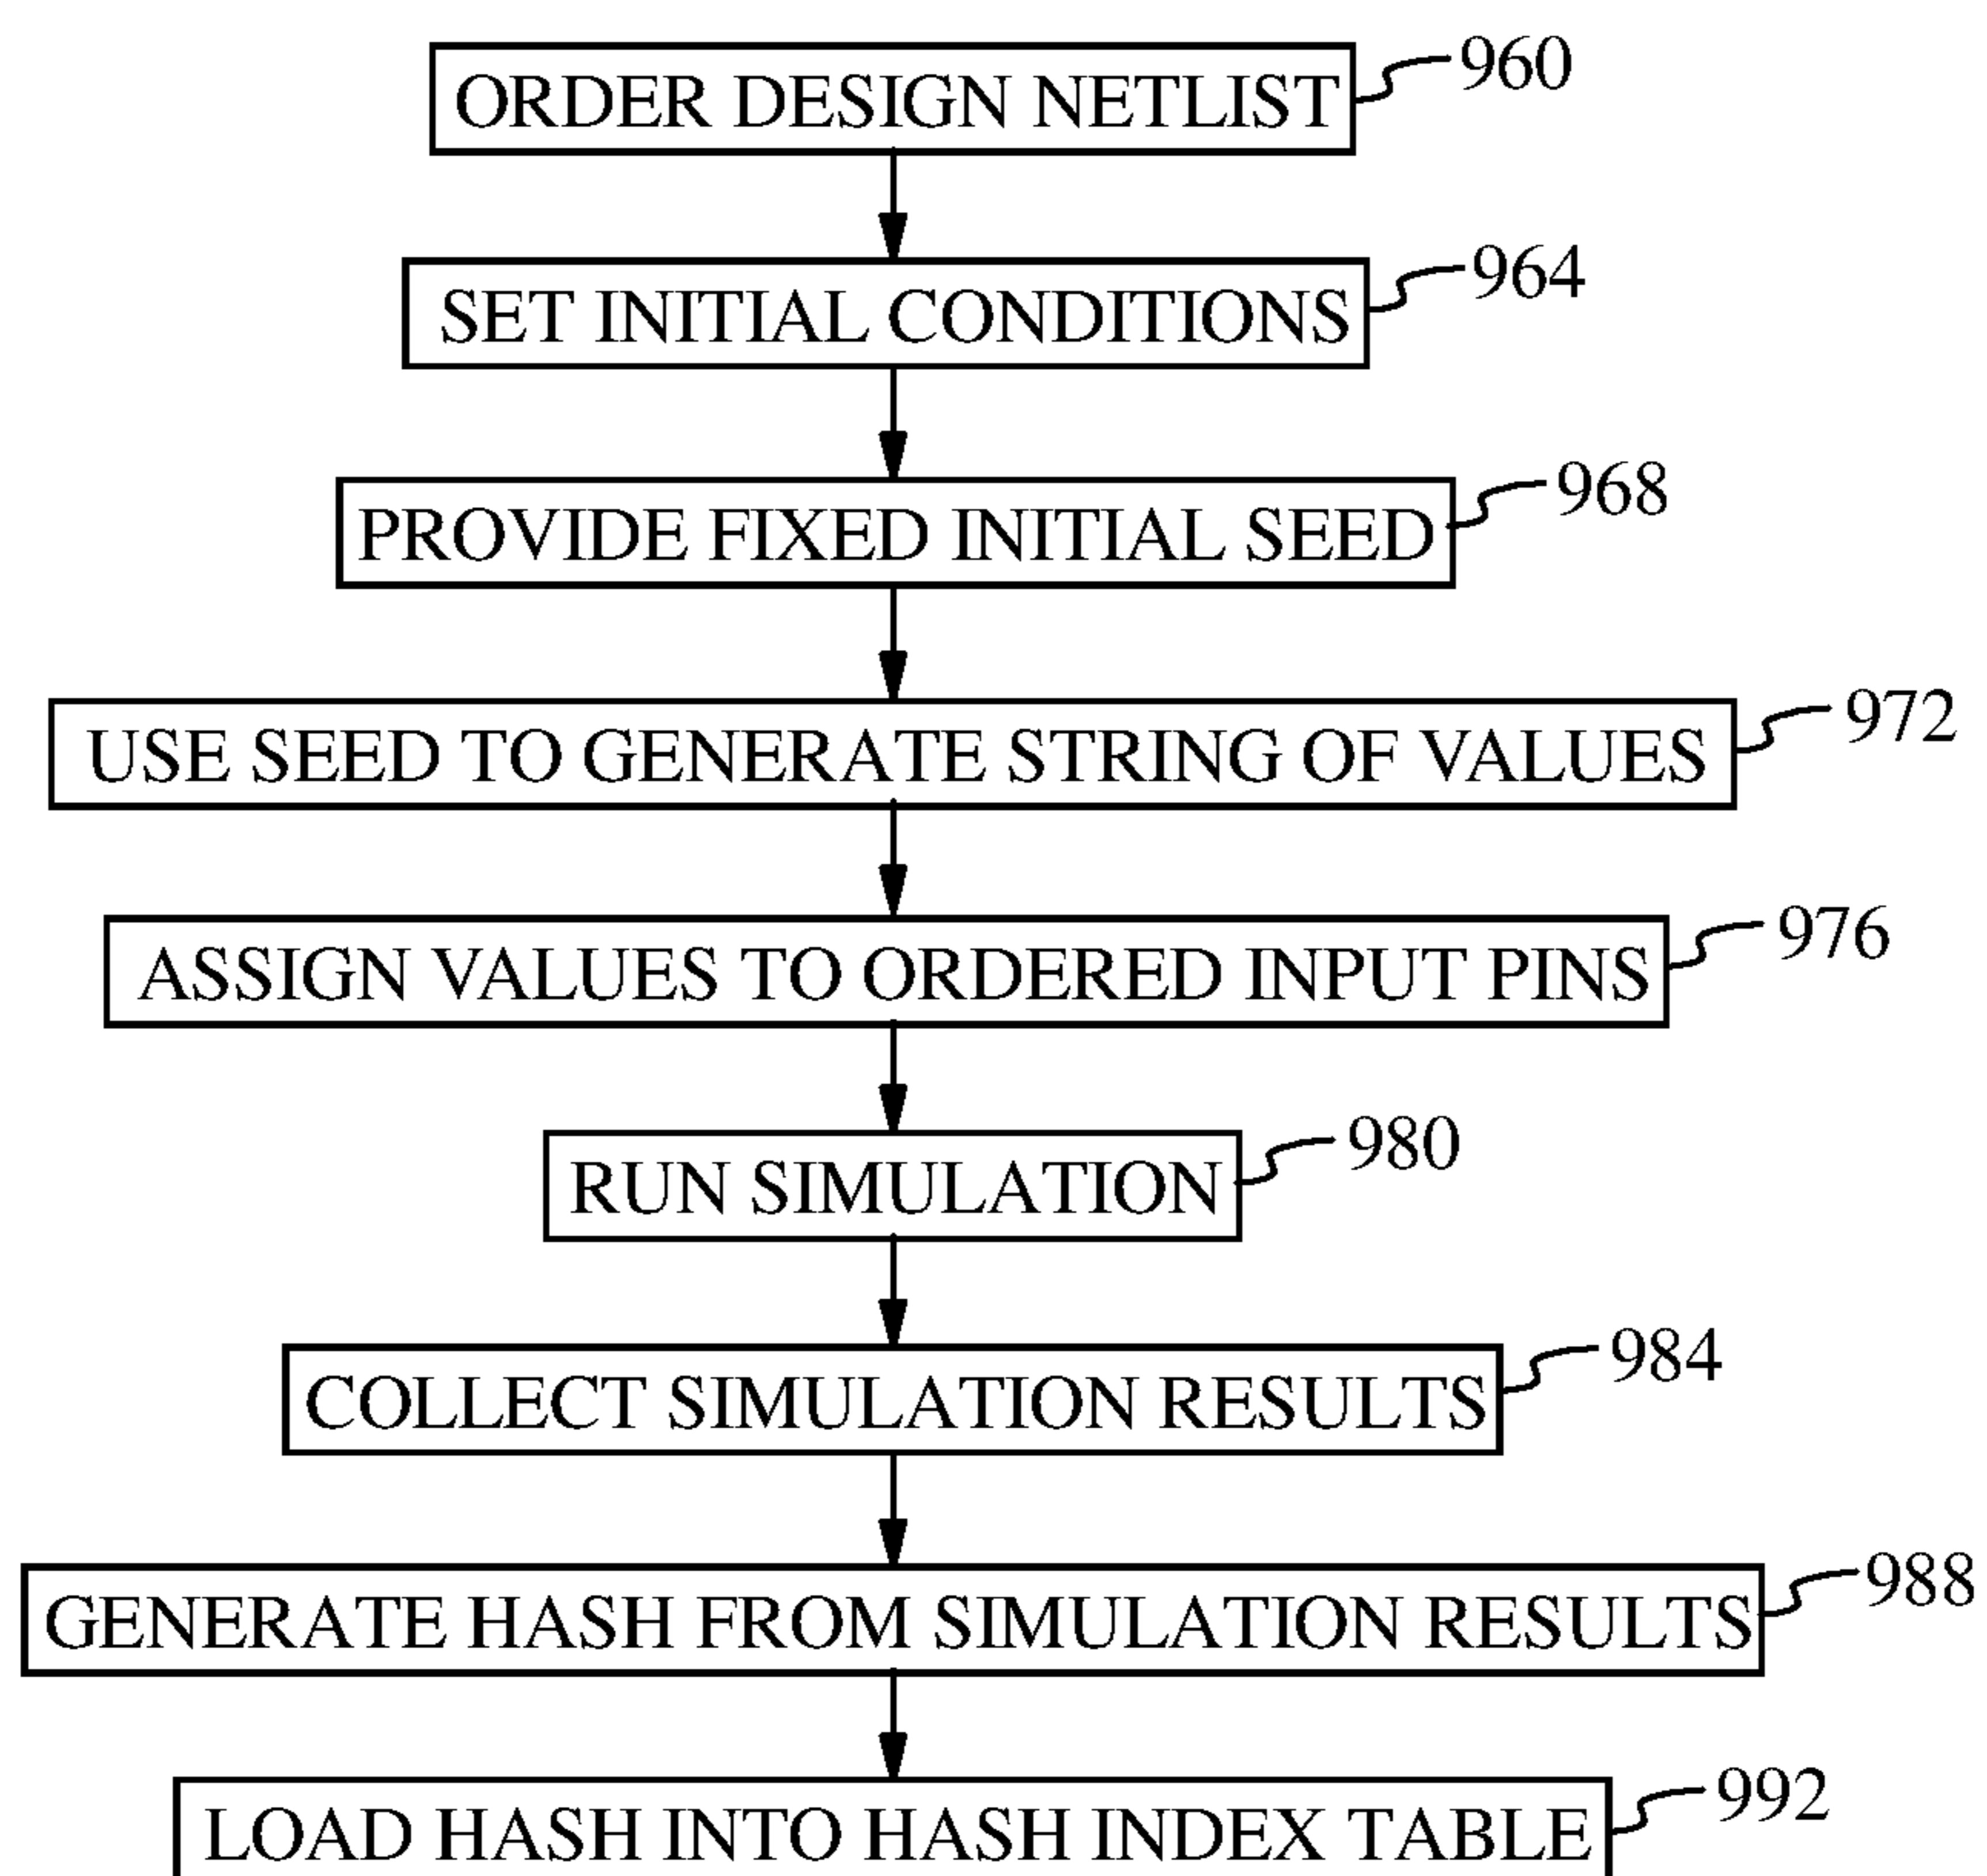 ORDER DESIGN NETLIST
960
SET INITIAL CONDITIONS
964
PROVIDE FIXED INITIAL SEED
968
USE SEED TO GENERATE STRING OF VALUES
972
ASSIGN VALUES TO ORDERED INPUT PINS
976
RUN SIMULATION
980
COLLECT SIMULATION RESULTS
984
GENERATE HASH FROM SIMULATION RESULTS
988
LOAD HASH INTO HASH INDEX TABLE
992